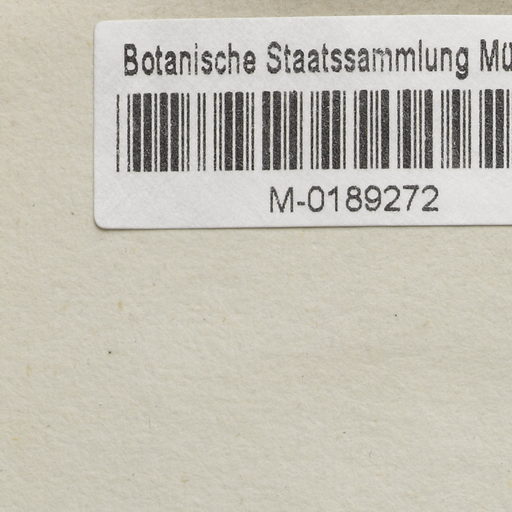 Botanische Staatssammlung Mü
M-0189272